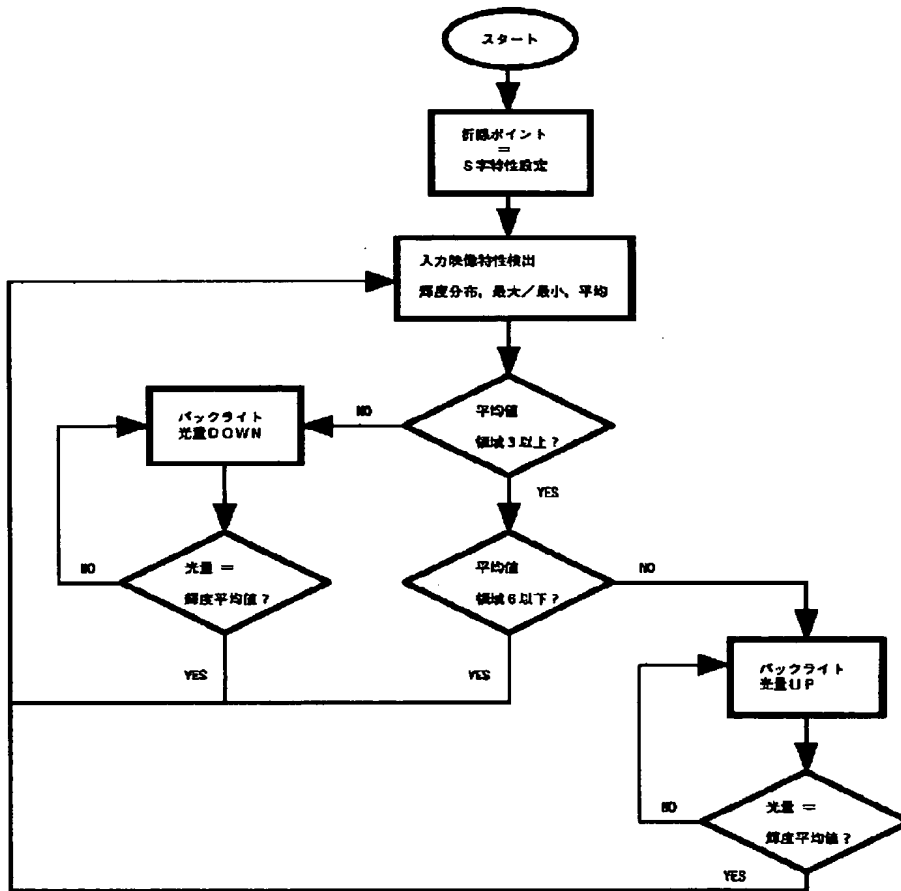 スタート
折線ポイント
＝
S字特性設定
入力映像特性検出
輝度分布，最大／最小，平均
平均値
領域3以上？
NO
バックライト
光量DOWN
YES
光量 ＝
輝度平均値？
NO
YES
平均値
領域6以下？
NO
YES
バックライト
光量UP
光量 ＝
輝度平均値？
NO
YES